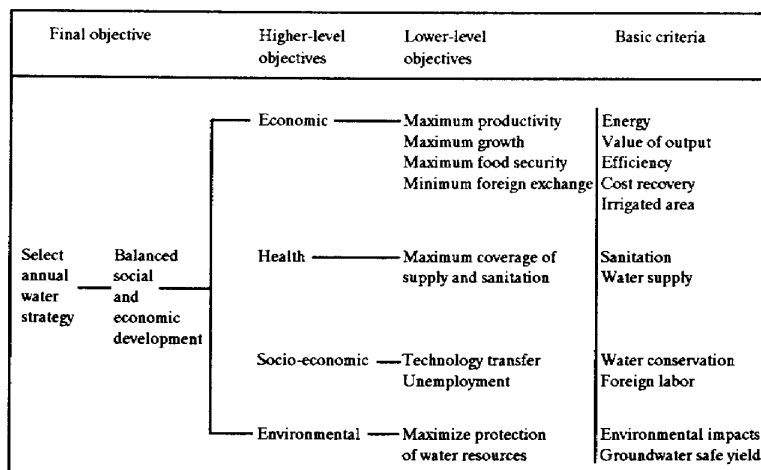 Final objective
Higher-level
objectives
Lower-level
objectives
Basic criteria
Select
annual
water
strategy
Balanced
social
and
economic
development
Economic
Maximum productivity
Maximum growth
Maximum food security
Minimum foreign exchange
Energy
Value of output
Efficiency
Cost recovery
Irrigated area
Health
Maximum coverage of
supply and sanitation
Sanitation
Water supply
Socio-economic
Technology transfer
Unemployment
Water conservation
Foreign labor
Environmental
Maximize protection
of water resources
Environmental impacts
Groundwater safe yield